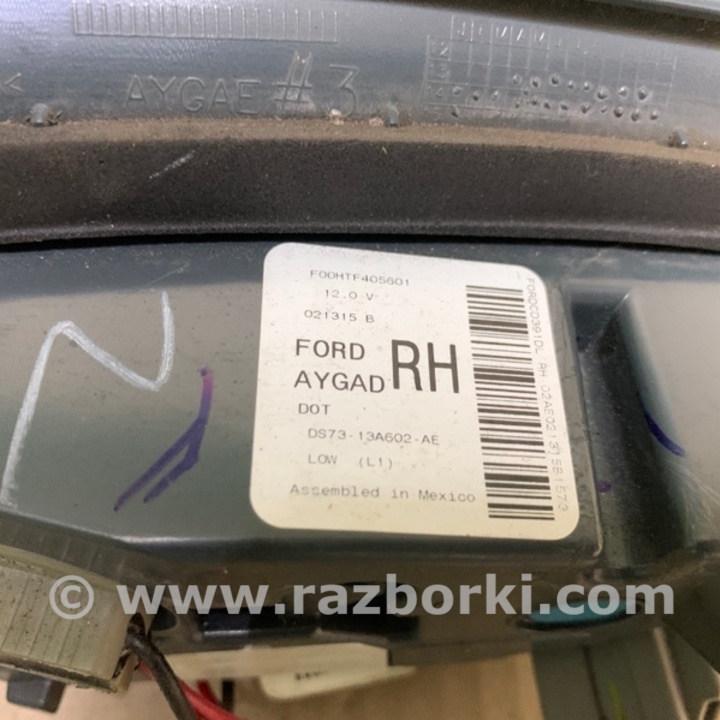 AYGAE #3
F00HTF405601
12.0 V
021315 B
FORD
AYGAD
RH
DOT
DS73-13A602-AE
LOW (L1)
Assembled in Mexico
© www.razborki.com